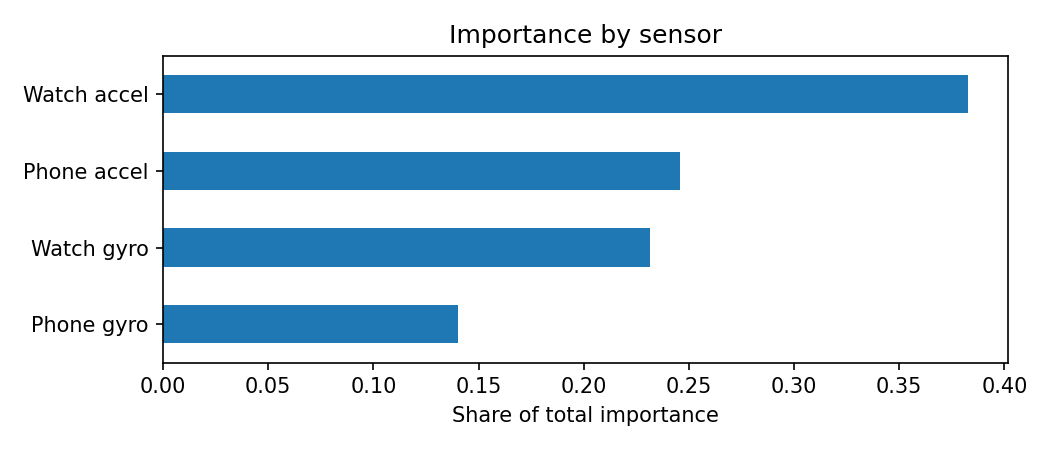 Importance by sensor
Watch accel
Phone accel
Watch gyro
Phone gyro
0.00 0.05 0.10 0.15 0.20 0.25 0.30 0.35 0.40
Share of total importance